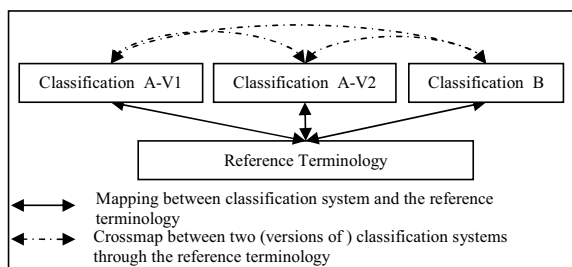 Classification A-V1
Classification A-V2
Classification B
Reference Terminology
Mapping between classification system and the reference
terminology
Crossmap between two (versions of ) classification systems
through the reference terminology